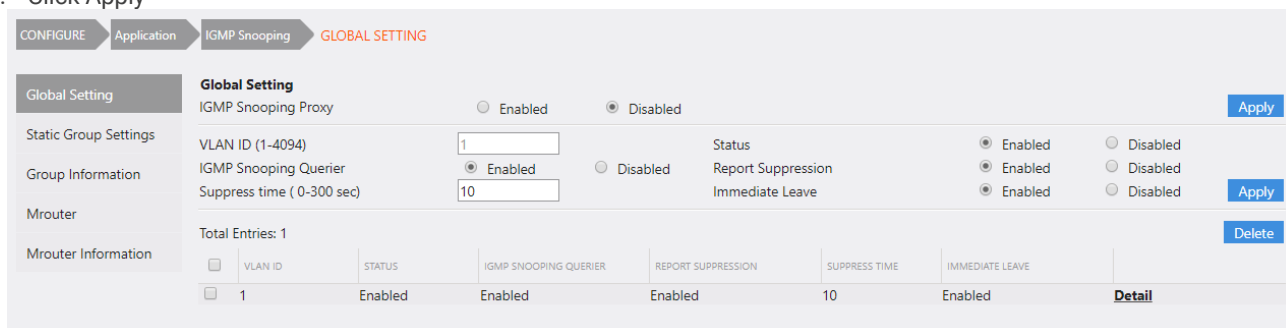 . Click Apply
CONFIGURE Application IGMP Snooping GLOBAL SETTING
Global Setting
Static Group Settings
Group Information
Mrouter
Mrouter Information
Global Setting
IGMP Snooping Proxy Enabled Disabled Apply
VLAN ID (1-4094) 1 Status Enabled Disabled
IGMP Snooping Querier Enabled Disabled Report Suppression Enabled Disabled
Suppress time ( 0-300 sec) 10 Immediate Leave Enabled Disabled Apply
Total Entries: 1 Delete
VLAN ID STATUS IGMP SNOOPING QUERIER REPORT SUPPRESSION SUPPRESS TIME IMMEDIATE LEAVE
1 Enabled Enabled Enabled 10 Enabled Detail